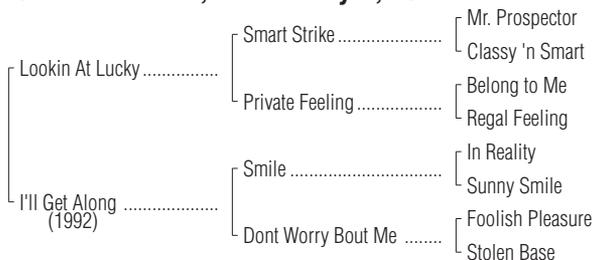 Mr. Prospector
Smart Strike ......................
Classy 'n Smart
Lookin At Lucky ................
Belong to Me
Private Feeling ..................
Regal Feeling
In Reality
Smile ................................
Sunny Smile
I'll Get Along ....................
(1992)
Foolish Pleasure
Dont Worry Bout Me ........
Stolen Base